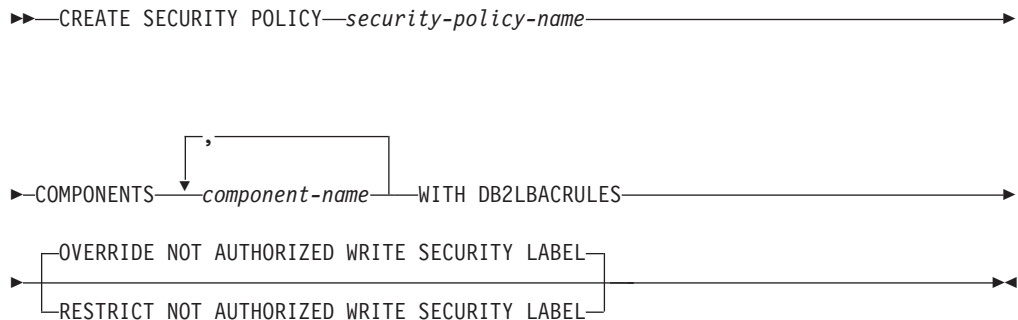 CREATE SECURITY POLICY security-policy-name
,
COMPONENTS component-name WITH DB2LBACRULES
OVERRIDE NOT AUTHORIZED WRITE SECURITY LABEL
RESTRICT NOT AUTHORIZED WRITE SECURITY LABEL